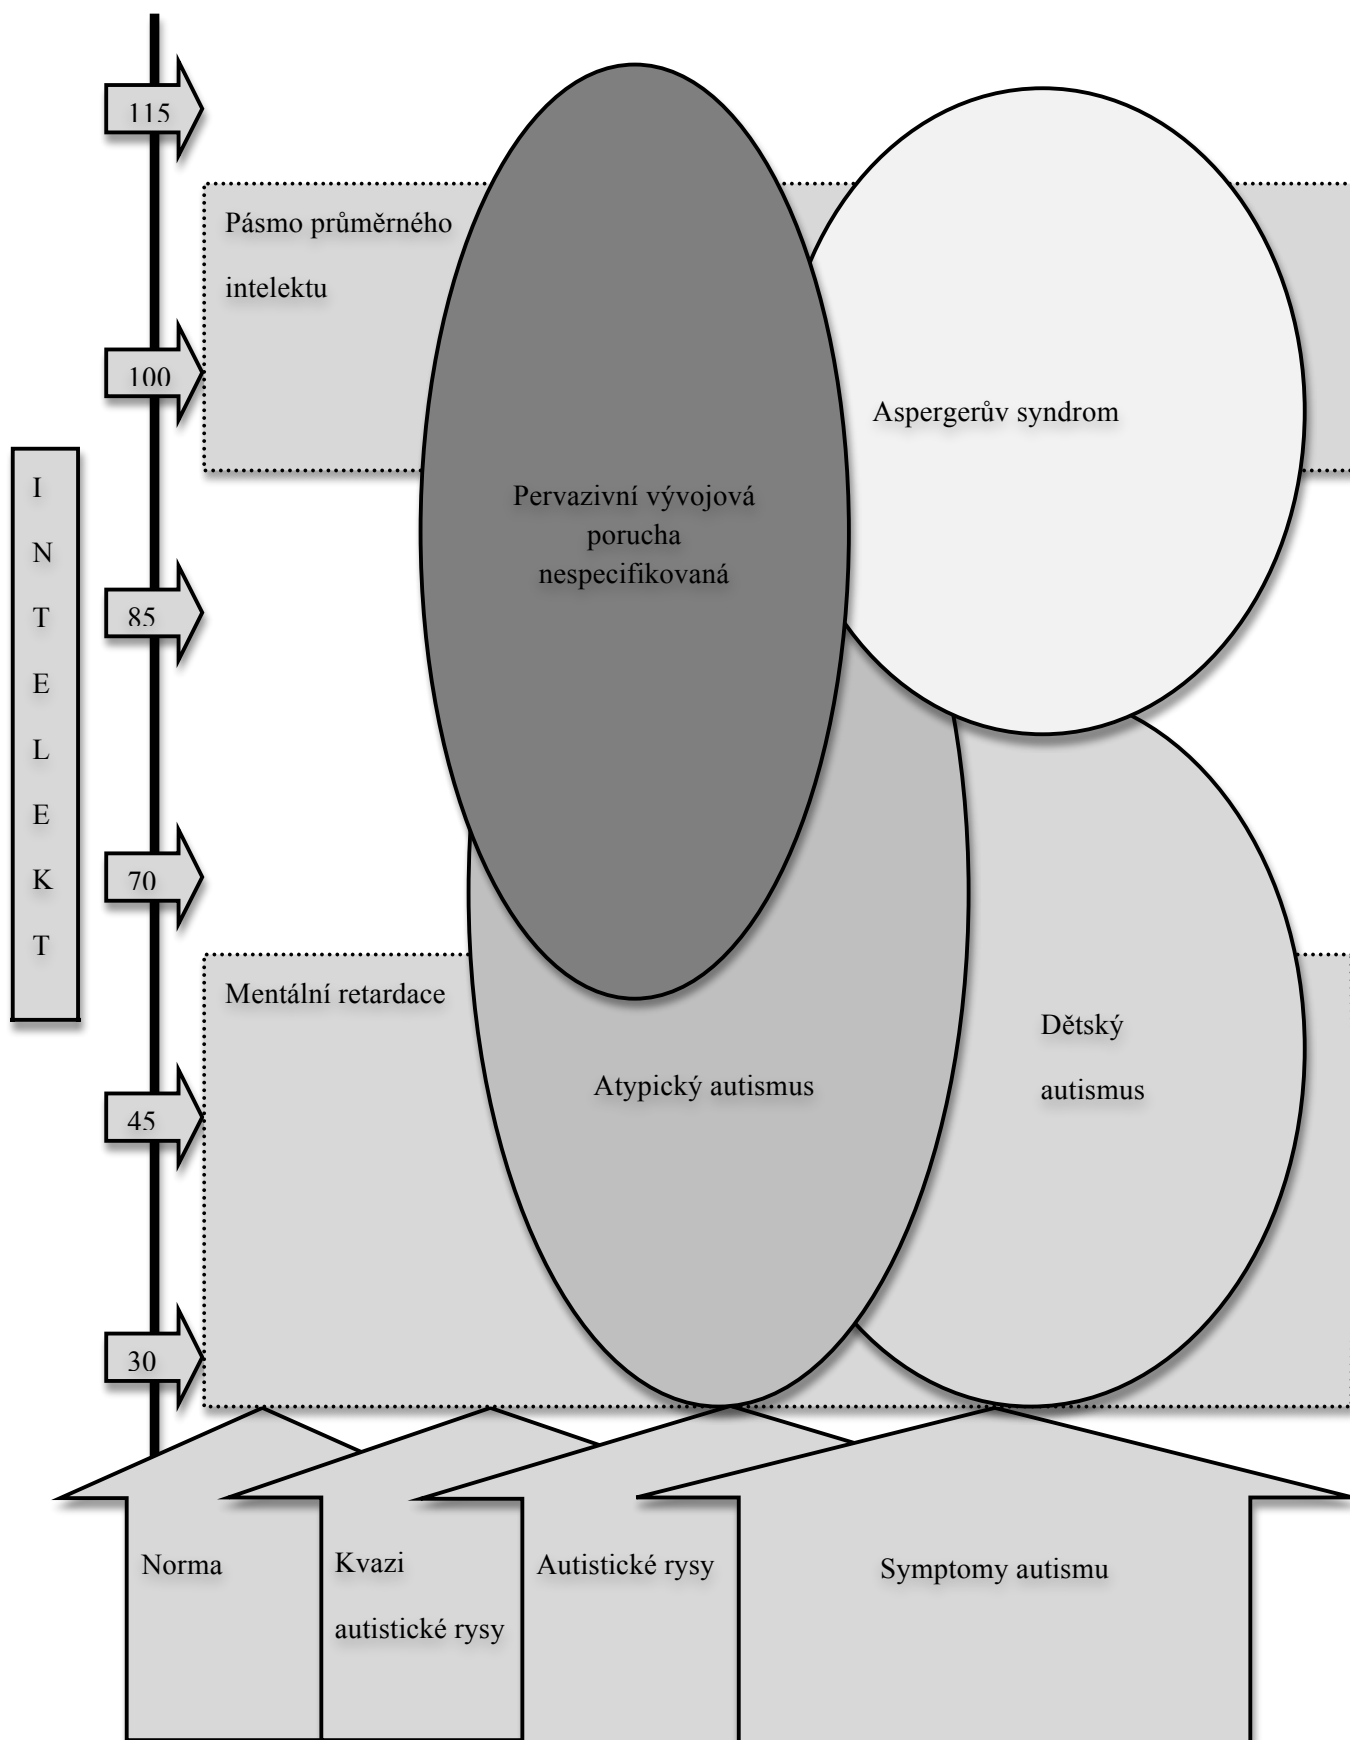 115
Pásmo průměrného
intelektu
100
Aspergerův syndrom
I
N
T
E
L
E
K
T
Pervazivní vývojová
porucha
nespecifikovaná
85
70
Mentální retardace
Dětský
autismus
Atypický autismus
45
30
Norma
Kvazi
autistické rysy
Autistické rysy
Symptomy autismu